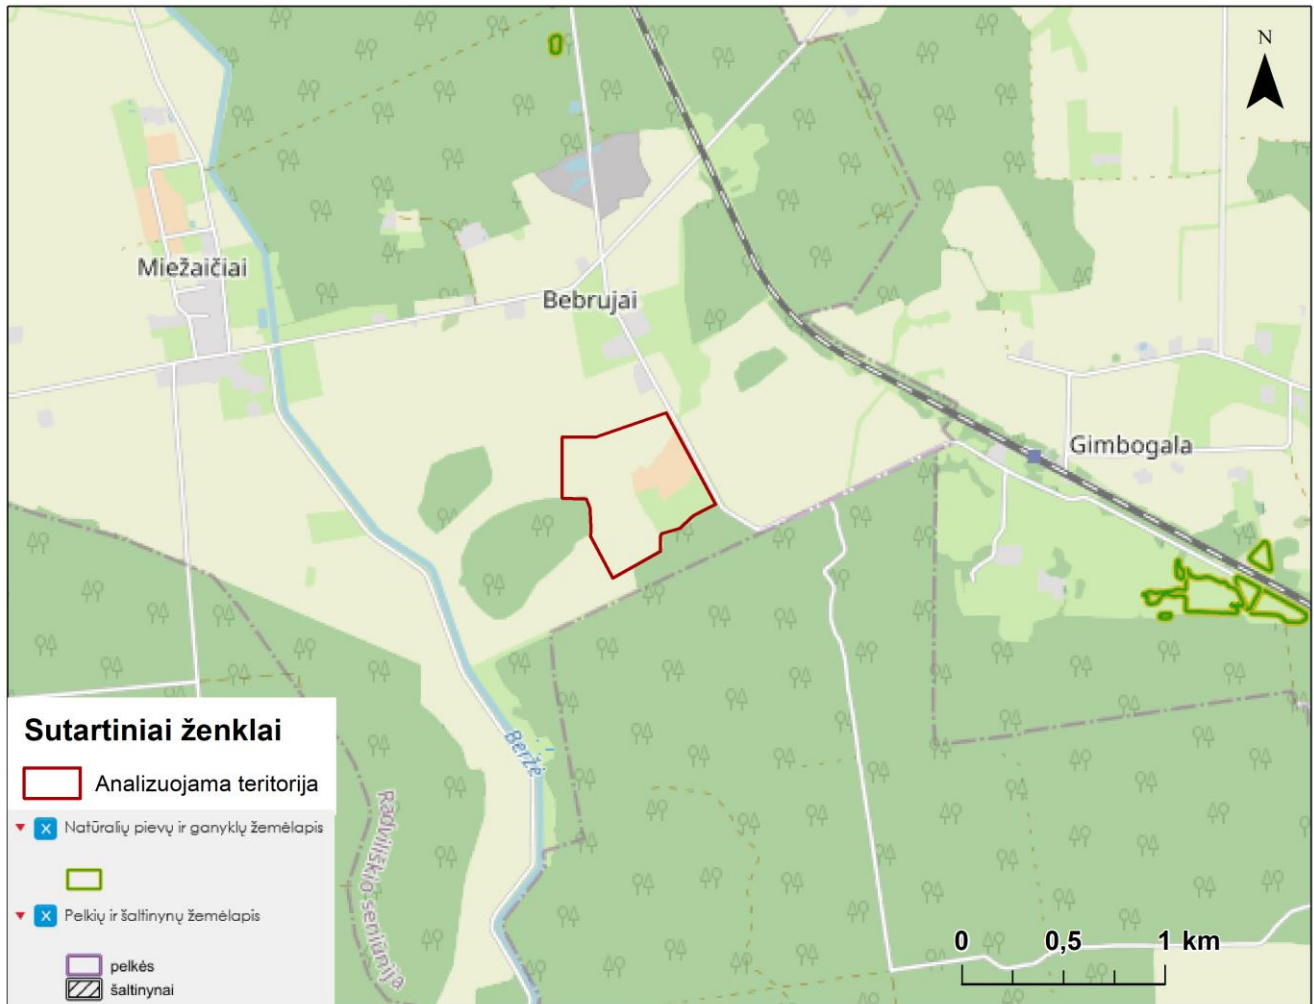 N
Miežaičiai
Bebrujai
Gimbogala
Beržė
Radviliškio seniūnija
Sutartiniai ženklai
Analizuojama teritorija
Natūralių pievų ir ganyklų žemėlapis
Pelkių ir šaltinynų žemėlapis
pelkės
šaltinynai
0 0,5 1 km